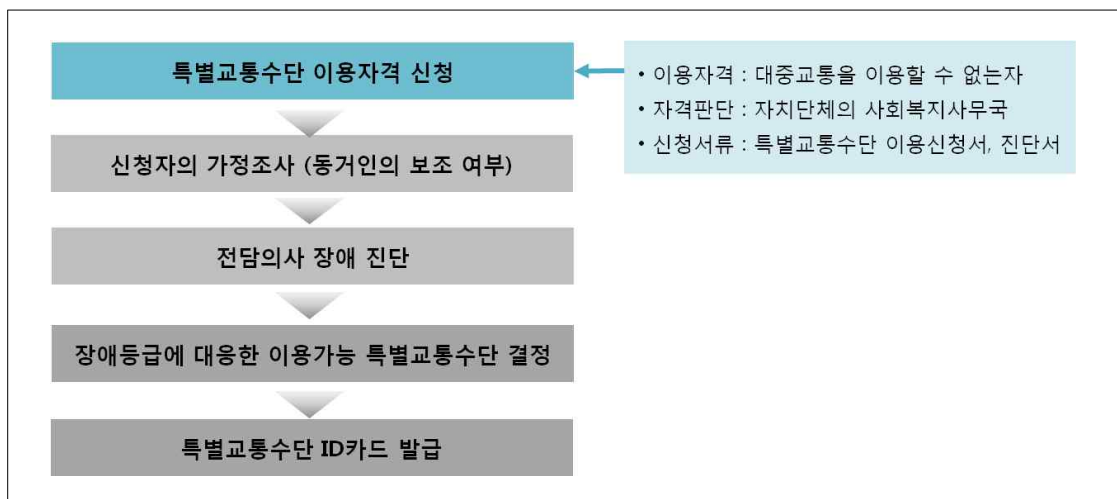 특별교통수단 이용자격 신청
• 이용자격 : 대중교통을 이용할 수 없는자
• 자격판단 : 자치단체의 사회복지사무국
• 신청서류 : 특별교통수단 이용신청서, 진단서
신청자의 가정조사 (동거인의 보조 여부)
전담의사 장애 진단
장애등급에 대응한 이용가능 특별교통수단 결정
특별교통수단 ID카드 발급